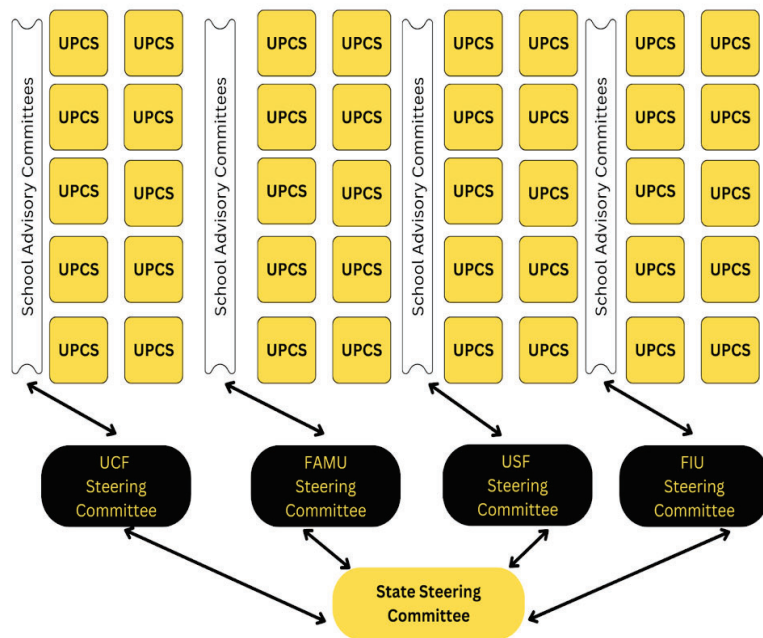 School Advisory Committees
UPCS UPCS
UPCS UPCS
UPCS UPCS
UPCS UPCS
UPCS UPCS
School Advisory Committees
UPCS UPCS
UPCS UPCS
UPCS UPCS
UPCS UPCS
UPCS UPCS
School Advisory Committees
UPCS UPCS
UPCS UPCS
UPCS UPCS
UPCS UPCS
UPCS UPCS
School Advisory Committees
UPCS UPCS
UPCS UPCS
UPCS UPCS
UPCS UPCS
UPCS UPCS
UCF
Steering
Committee
FAMU
Steering
Committee
USF
Steering
Committee
FIU
Steering
Committee
State Steering
Committee